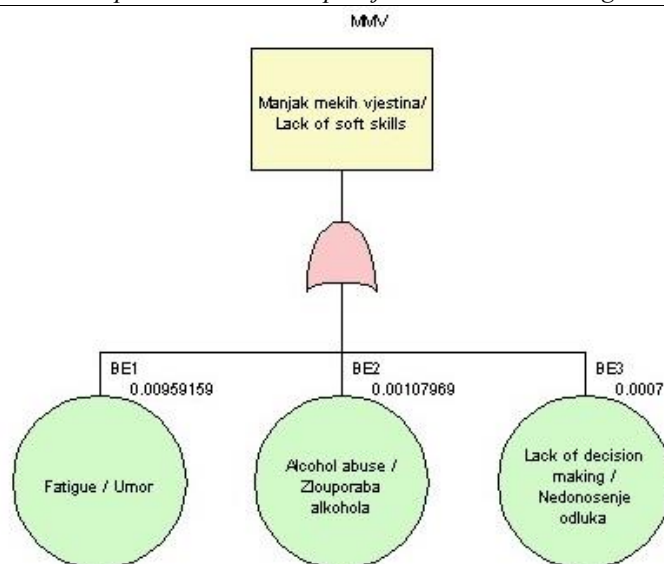 MMV
Manjak mekih vjestina/
Lack of soft skills
BE1
0.00959159
BE2
0.00107969
BE3
0.0007
Fatigue / Umor
Alcohol abuse /
Zlouporaba
alkohola
Lack of decision
making /
Nedonosenje
odluka